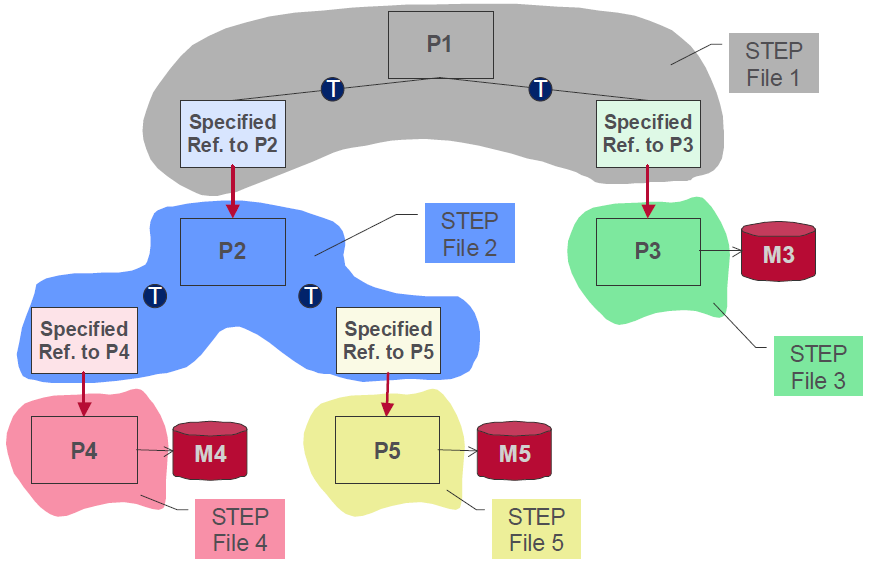 P1
STEP
File 1
T
T
Specified
Ref. to P2
Specified
Ref. to P3
P2
STEP
File 2
P3
M3
T
T
Specified
Ref. to P4
Specified
Ref. to P5
STEP
File 3
P4
M4
P5
M5
STEP
File 4
STEP
File 5